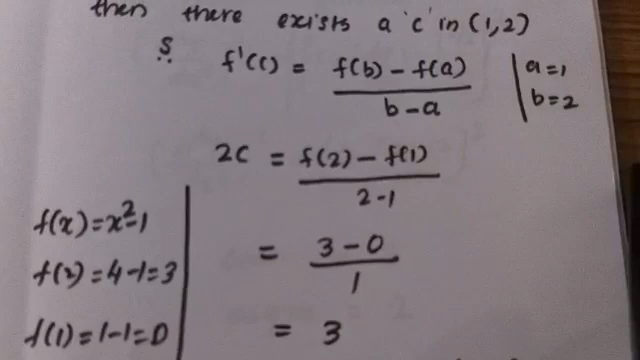 then there exists a 'c' in (1,2)
∴ f'(c) = f(b) - f(a) / b - a | a = 1
b = 2
2c = f(2) - f(1) / 2 - 1
= 3 - 0 / 1
= 3
f(x) = x² - 1
f(2) = 4 - 1 = 3
f(1) = 1 - 1 = 0